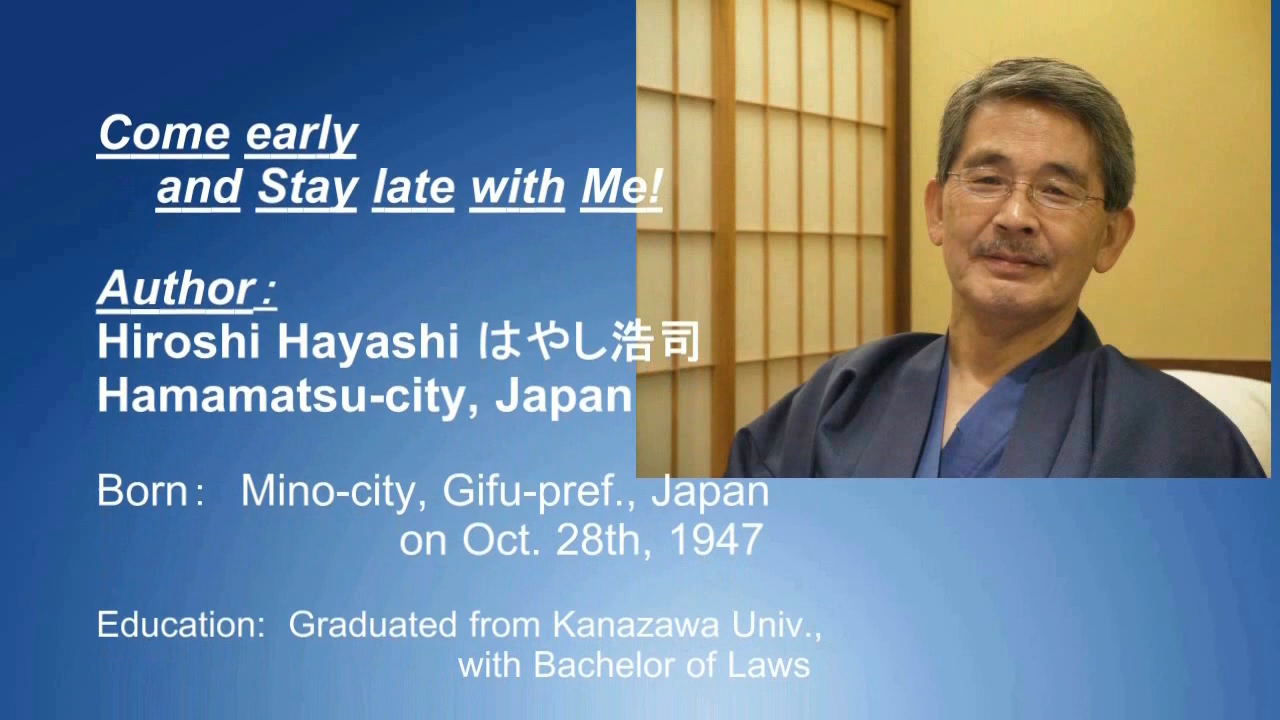 Come early
and Stay late with Me!
Author：
Hiroshi Hayashi はやし浩司
Hamamatsu-city, Japan
Born： Mino-city, Gifu-pref., Japan
on Oct. 28th, 1947
Education: Graduated from Kanazawa Univ.,
with Bachelor of Laws